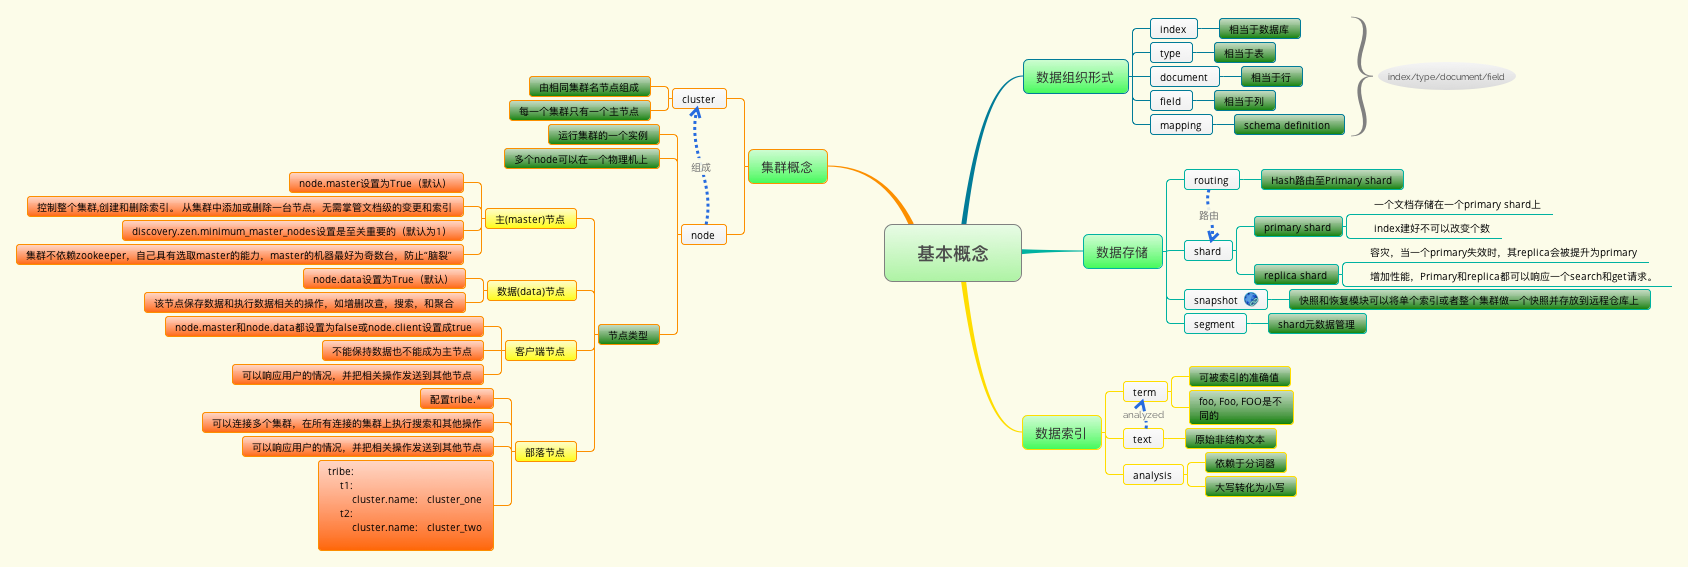 基本概念
数据组织形式
index
相当于数据库
type
相当于表
document
相当于行
field
相当于列
mapping
schema definition
index/type/document/field
数据存储
routing
Hash路由至Primary shard
路由
shard
primary shard
一个文档存储在一个primary shard上
index建好不可以改变个数
replica shard
容灾，当一个primary失效时，其replica会被提升为primary
增加性能，Primary和replica都可以响应一个search和get请求。
snapshot
快照和恢复模块可以将单个索引或者整个集群做一个快照并存放到远程仓库上
segment
shard元数据管理
数据索引
term
可被索引的准确值
foo, Foo, FOO是不
同的
analyzed
text
原始非结构文本
analysis
依赖于分词器
大写转化为小写
集群概念
cluster
由相同集群名节点组成
每一个集群只有一个主节点
组成
node
运行集群的一个实例
多个node可以在一个物理机上
节点类型
主(master)节点
node.master设置为True（默认）
控制整个集群,创建和删除索引。 从集群中添加或删除一台节点，无需掌管文档级的变更和索引
discovery.zen.minimum_master_nodes设置是至关重要的（默认为1）
集群不依赖zookeeper，自己具有选取master的能力，master的机器最好为奇数台，防止“脑裂”
数据(data)节点
node.data设置为True（默认）
该节点保存数据和执行数据相关的操作，如增删改查，搜索，和聚合
客户端节点
node.master和node.data都设置为false或node.client设置成true
不能保持数据也不能成为主节点
可以响应用户的情况，并把相关操作发送到其他节点
部落节点
配置tribe.*
可以连接多个集群，在所有连接的集群上执行搜索和其他操作
可以响应用户的情况，并把相关操作发送到其他节点
tribe:
t1:
cluster.name: cluster_one
t2:
cluster.name: cluster_two